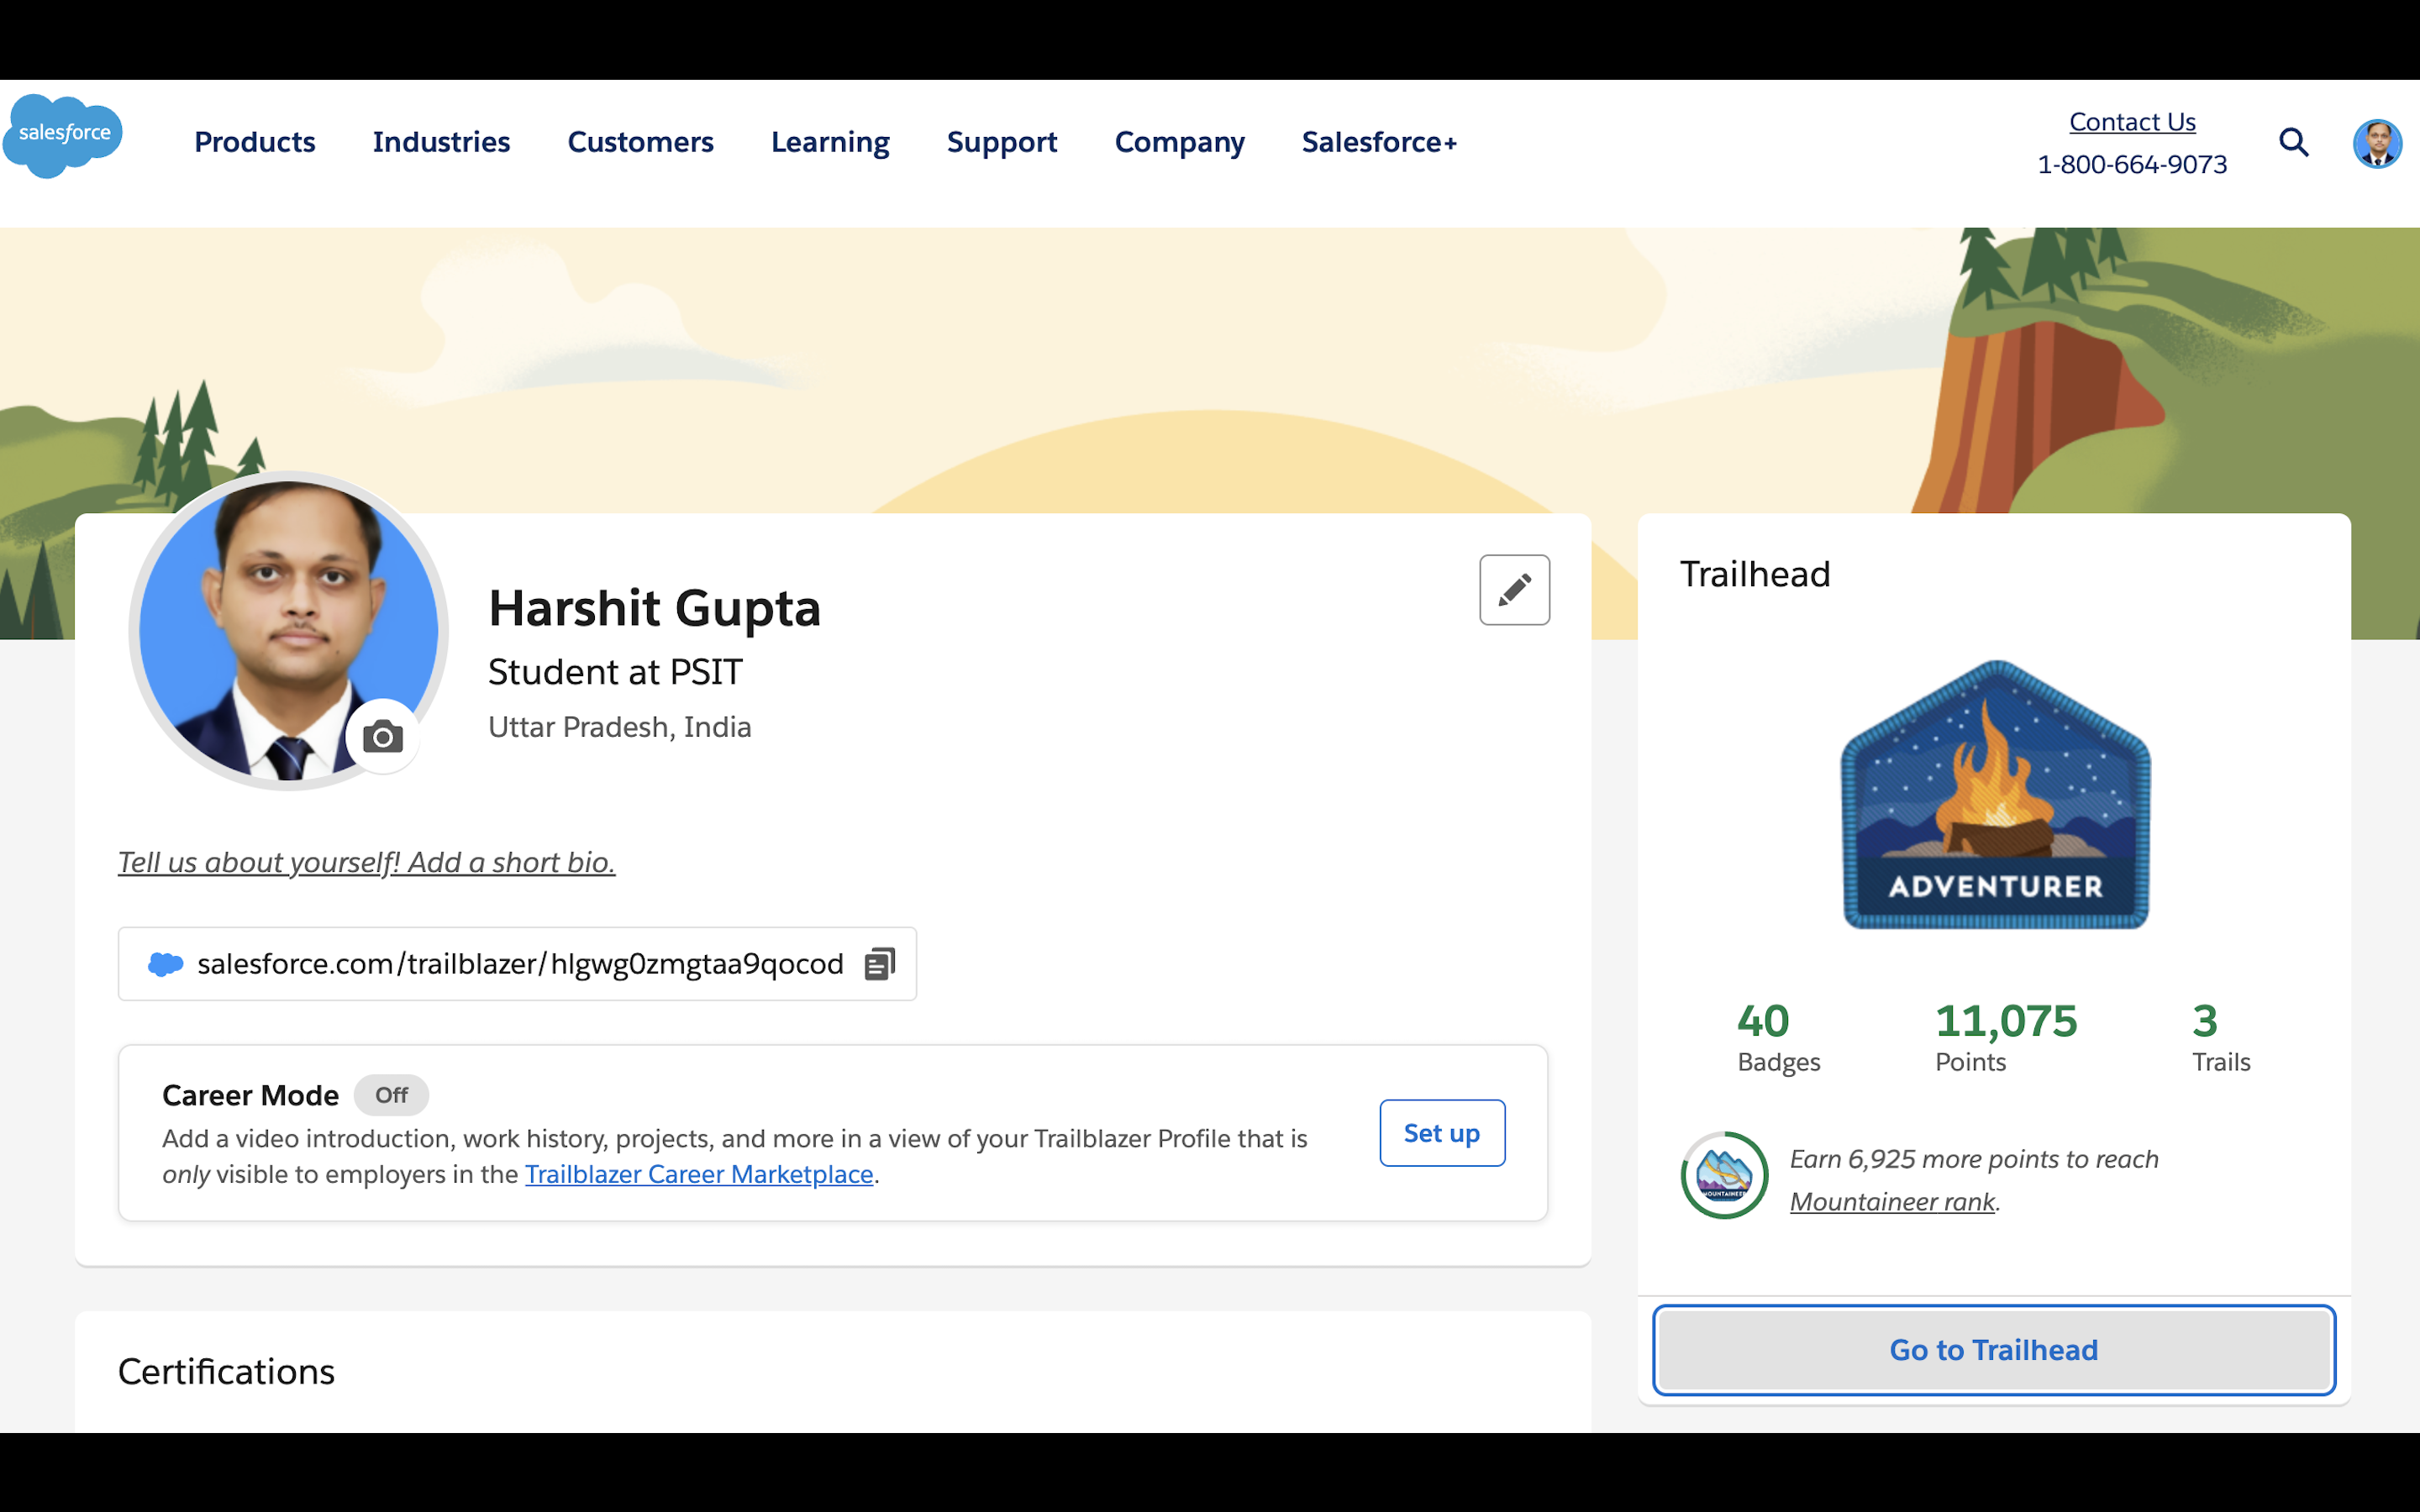 salesforce
Products
Industries
Customers
Learning
Support
Company
Salesforce+
Contact Us
1-800-664-9073
Harshit Gupta
Student at PSIT
Uttar Pradesh, India
Tell us about yourself! Add a short bio.
salesforce.com/trailblazer/hlgwg0zmgtaa9qocod
Career Mode Off
Add a video introduction, work history, projects, and more in a view of your Trailblazer Profile that is
only visible to employers in the Trailblazer Career Marketplace.
Set up
Certifications
Trailhead
ADVENTURER
40 11,075 3
Badges Points Trails
MOUNTAINEER
Earn 6,925 more points to reach
Mountaineer rank.
Go to Trailhead